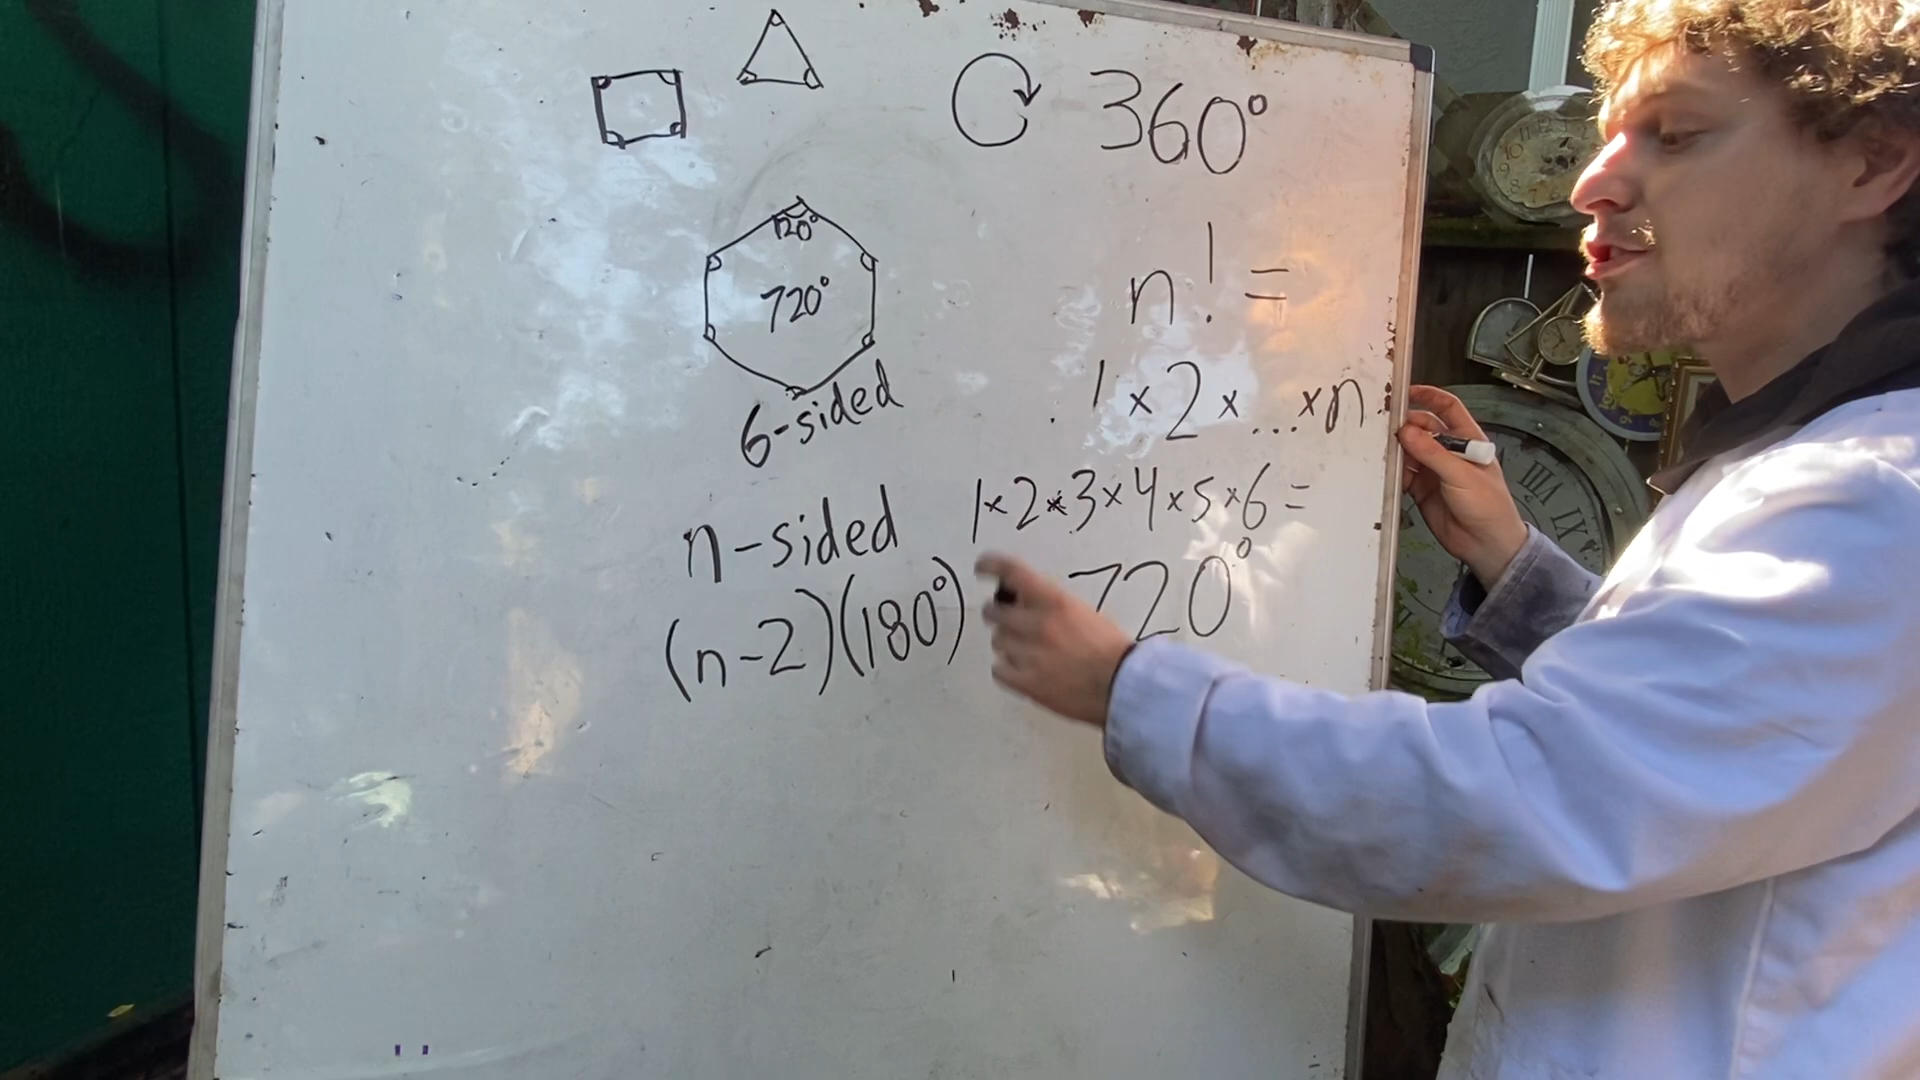 360°
120°
720°
6-sided
n! =
1 × 2 × ... × n
n-sided
1×2×3×4×5×6=
(n-2)(180°)
720°